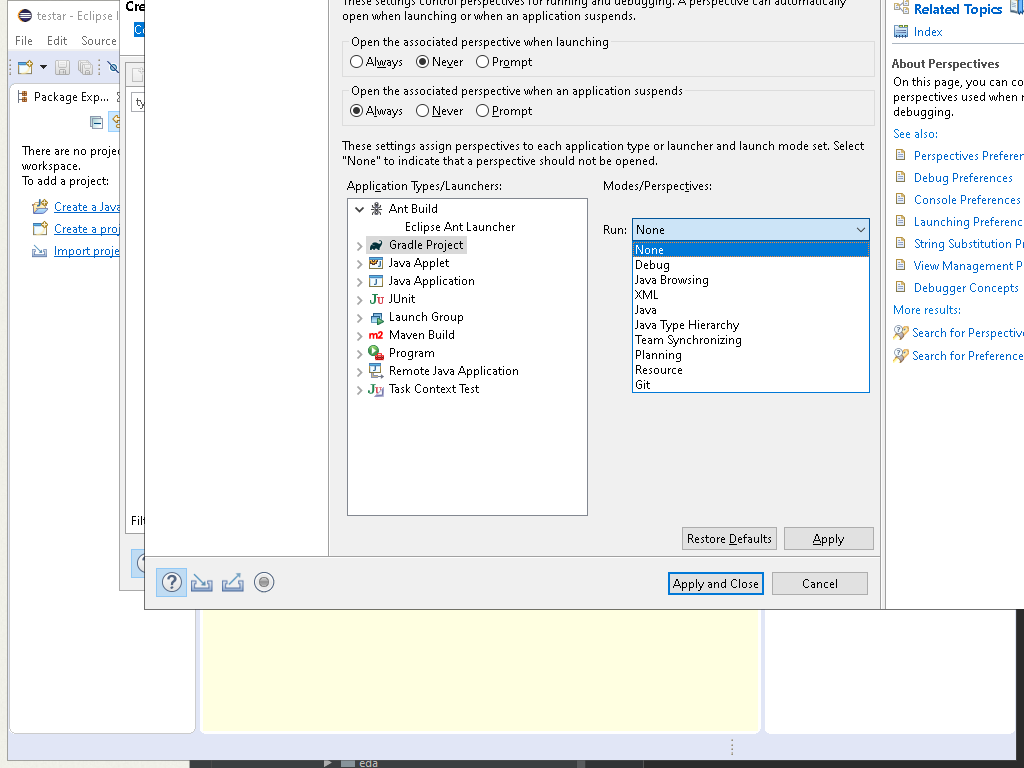 testar - Eclipse I
File Edit Source
Package Exp...
There are no proje
workspace.
To add a project:
Create a Java
Create a proj
Import proje
Cre
ty
Filt
These settings control perspectives for running and debugging. A perspective can automatically
open when launching or when an application suspends.
Open the associated perspective when launching
Always Never Prompt
Open the associated perspective when an application suspends
Always Never Prompt
These settings assign perspectives to each application type or launcher and launch mode set. Select
"None" to indicate that a perspective should not be opened.
Application Types/Launchers:
Ant Build
Eclipse Ant Launcher
Gradle Project
Java Applet
Java Application
JUnit
Launch Group
Maven Build
Program
Remote Java Application
Task Context Test
Modes/Perspectives:
Run: None
None
Debug
Java Browsing
XML
Java
Java Type Hierarchy
Team Synchronizing
Planning
Resource
Git
Restore Defaults Apply
Apply and Close Cancel
Related Topics
Index
About Perspectives
On this page, you can co
perspectives used when r
debugging.
See also:
Perspectives Preferen
Debug Preferences
Console Preferences
Launching Preferenc
String Substitution Pr
View Management P
Debugger Concepts
More results:
Search for Perspective
Search for Preference
eda